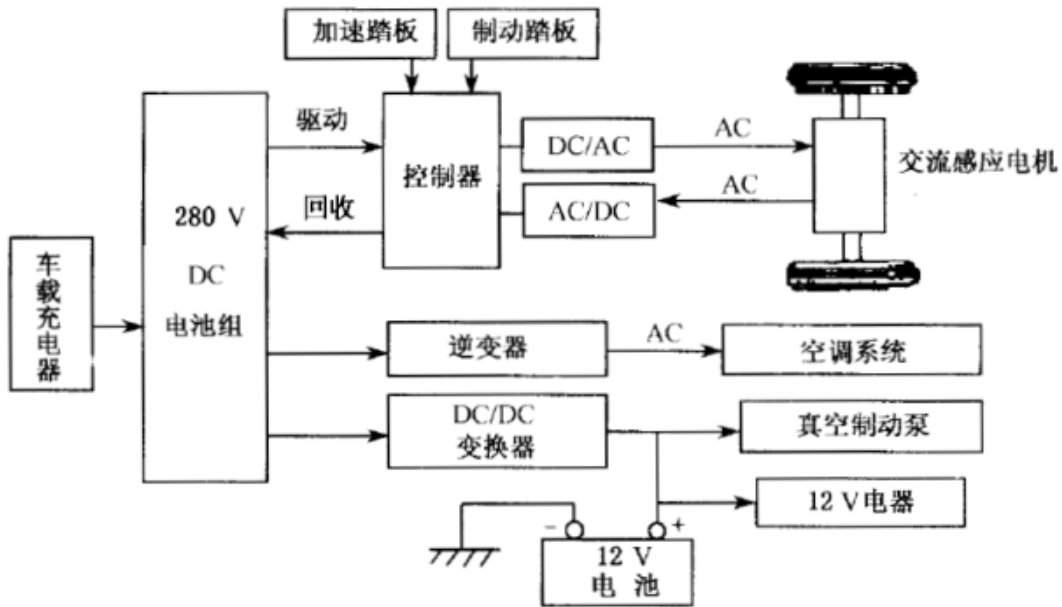 加速踏板
制动踏板
驱动
控制器
DC/AC
AC
交流感应电机
回收
AC/DC
AC
280 V
DC
电池组
车载充电器
逆变器
AC
空调系统
DC/DC
变换器
真空制动泵
12 V 电器
－
+
12 V
电 池